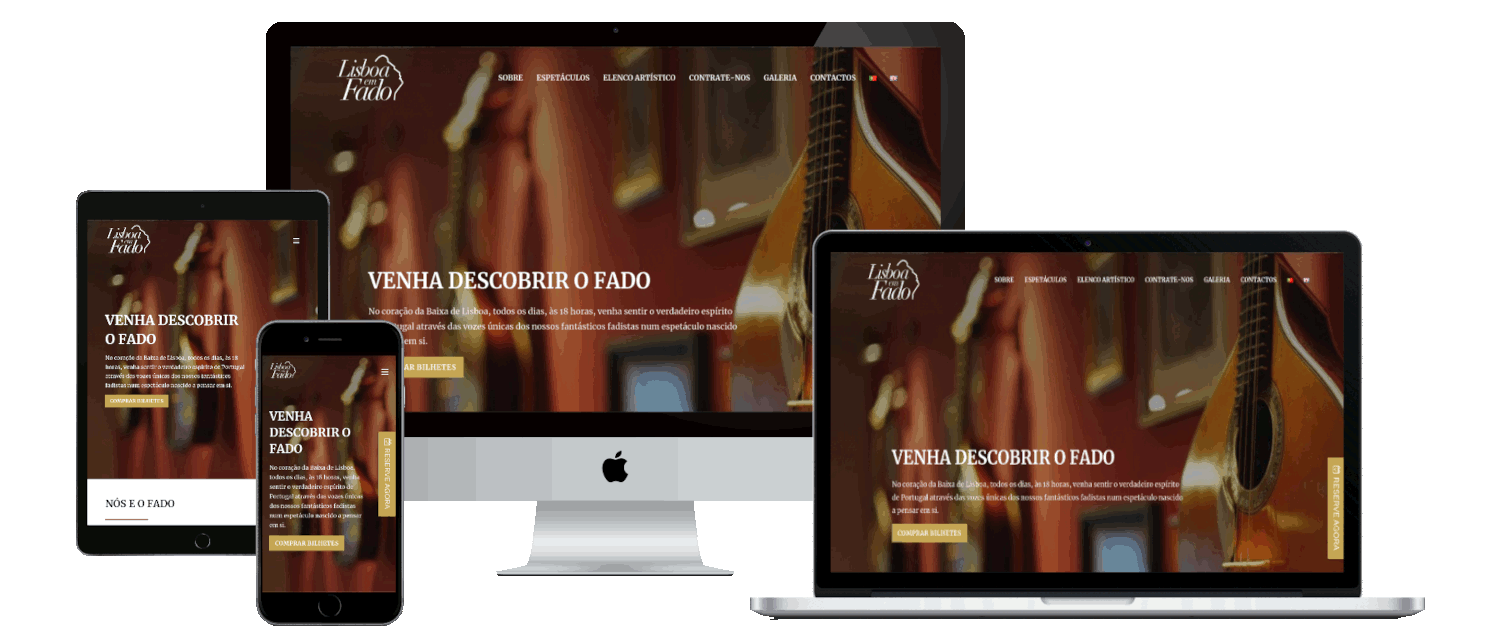 Lisboa
em
Fado
SOBRE ESPETÁCULOS ELENCO ARTÍSTICO CONTRATE-NOS GALERIA CONTACTOS
VENHA DESCOBRIR O FADO
No coração da Baixa de Lisboa, todos os dias, às 18 horas, venha sentir o verdadeiro espírito
tugal através das vozes únicas dos nossos fantásticos fadistas num espetáculo nascido
em si.
AR BILHETES
Lisboa
em
Fado
VENHA DESCOBRIR
O FADO
No coração da Baixa de Lisboa, todos os dias, às 18
horas, venha sentir o verdadeiro espírito de Portugal
através das vozes únicas dos nossos fantásticos
fadistas num espetáculo nascido a pensar em si.
COMPRAR BILHETES
NÓS E O FADO
Lisboa
em
Fado
VENHA
DESCOBRIR O
FADO
No coração da Baixa de Lisboa,
todos os dias, às 18 horas, venha
sentir o verdadeiro espírito de
Portugal através das vozes únicas
dos nossos fantásticos fadistas
num espetáculo nascido a pensar
em si.
COMPRAR BILHETES
RESERVE AGORA
Lisboa
em
Fado
SOBRE ESPETÁCULOS ELENCO ARTÍSTICO CONTRATE-NOS GALERIA CONTACTOS
VENHA DESCOBRIR O FADO
No coração da Baixa de Lisboa, todos os dias, às 18 horas, venha sentir o verdadeiro espírito
de Portugal através das vozes únicas dos nossos fantásticos fadistas num espetáculo nascido
a pensar em si.
COMPRAR BILHETES
RESERVE AGORA